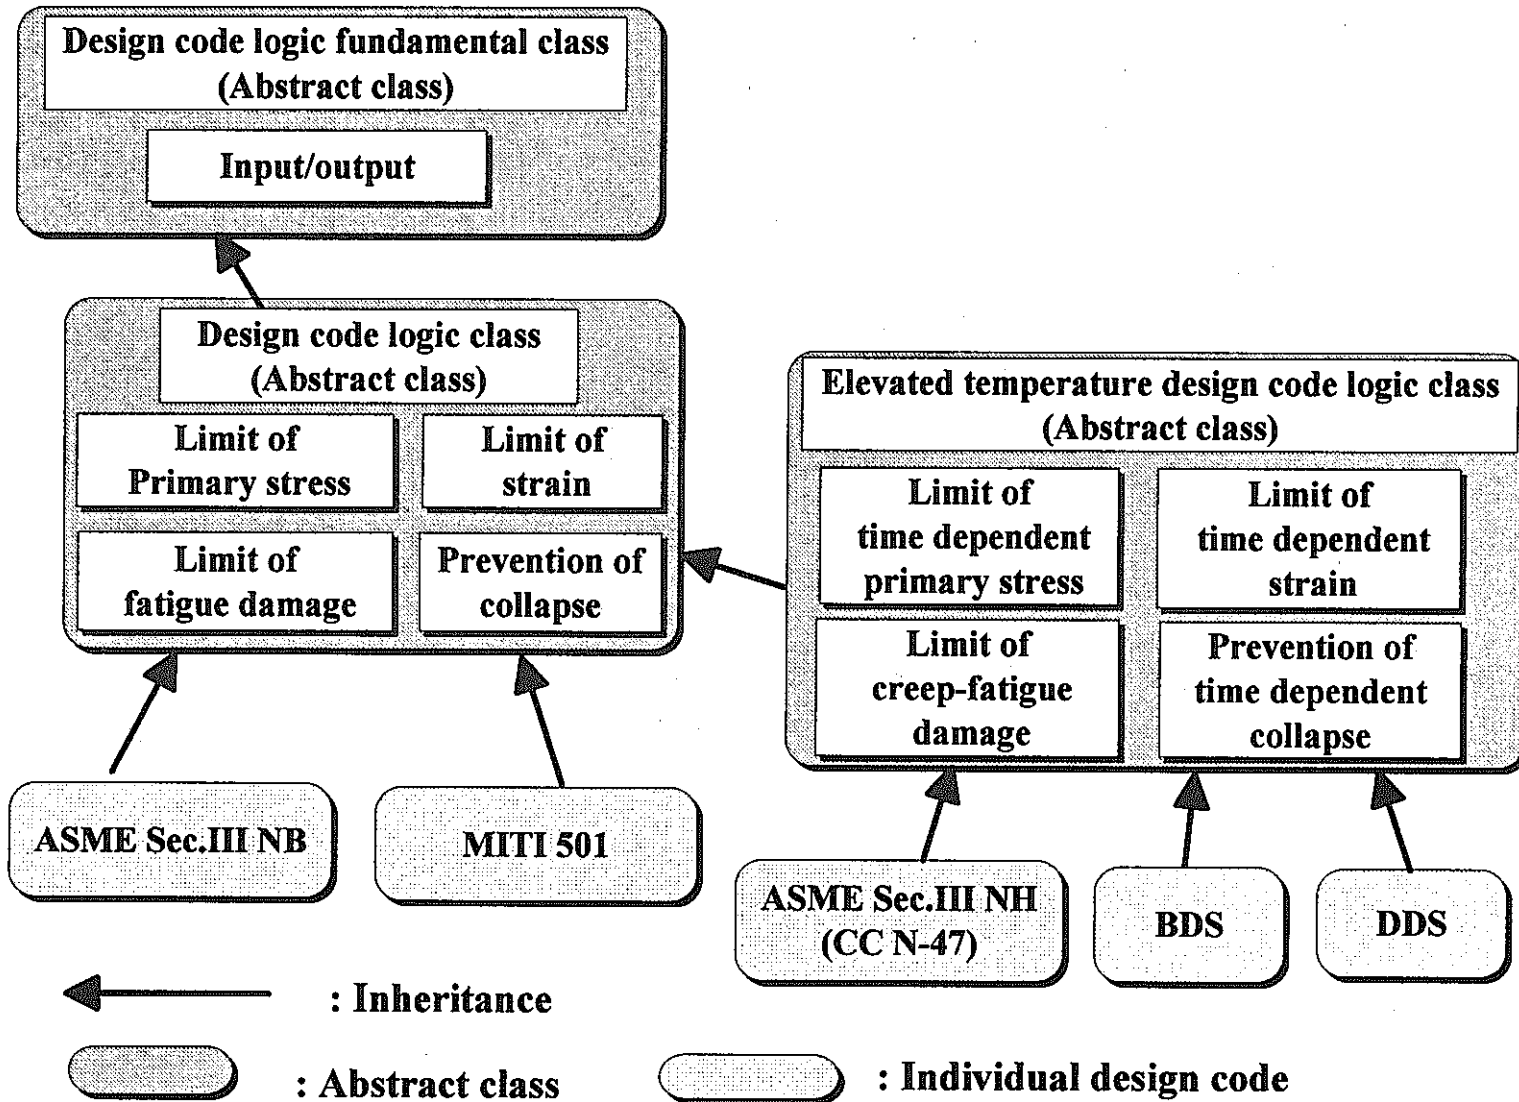 Design code logic fundamental class
(Abstract class)
Input/output
Design code logic class
(Abstract class)
Limit of
Primary stress
Limit of
strain
Limit of
fatigue damage
Prevention of
collapse
Elevated temperature design code logic class
(Abstract class)
Limit of
time dependent
primary stress
Limit of
time dependent
strain
Limit of
creep-fatigue
damage
Prevention of
time dependent
collapse
ASME Sec.III NB
MITI 501
ASME Sec.III NH
(CC N-47)
BDS
DDS
: Inheritance
: Abstract class
: Individual design code